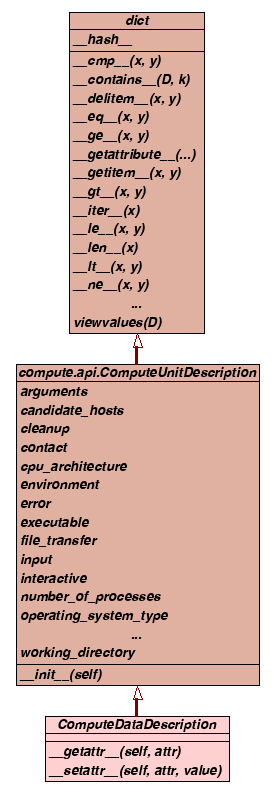 dict
__hash__
__cmp__(x, y)
__contains__(D, k)
__delitem__(x, y)
__eq__(x, y)
__ge__(x, y)
__getattribute__(...)
__getitem__(x, y)
__gt__(x, y)
__iter__(x)
__le__(x, y)
__len__(x)
__lt__(x, y)
__ne__(x, y)
...
viewvalues(D)
compute.api.ComputeUnitDescription
arguments
candidate_hosts
cleanup
contact
cpu_architecture
environment
error
executable
file_transfer
input
interactive
number_of_processes
operating_system_type
...
working_directory
__init__(self)
ComputeDataDescription
__getattr__(self, attr)
__setattr__(self, attr, value)